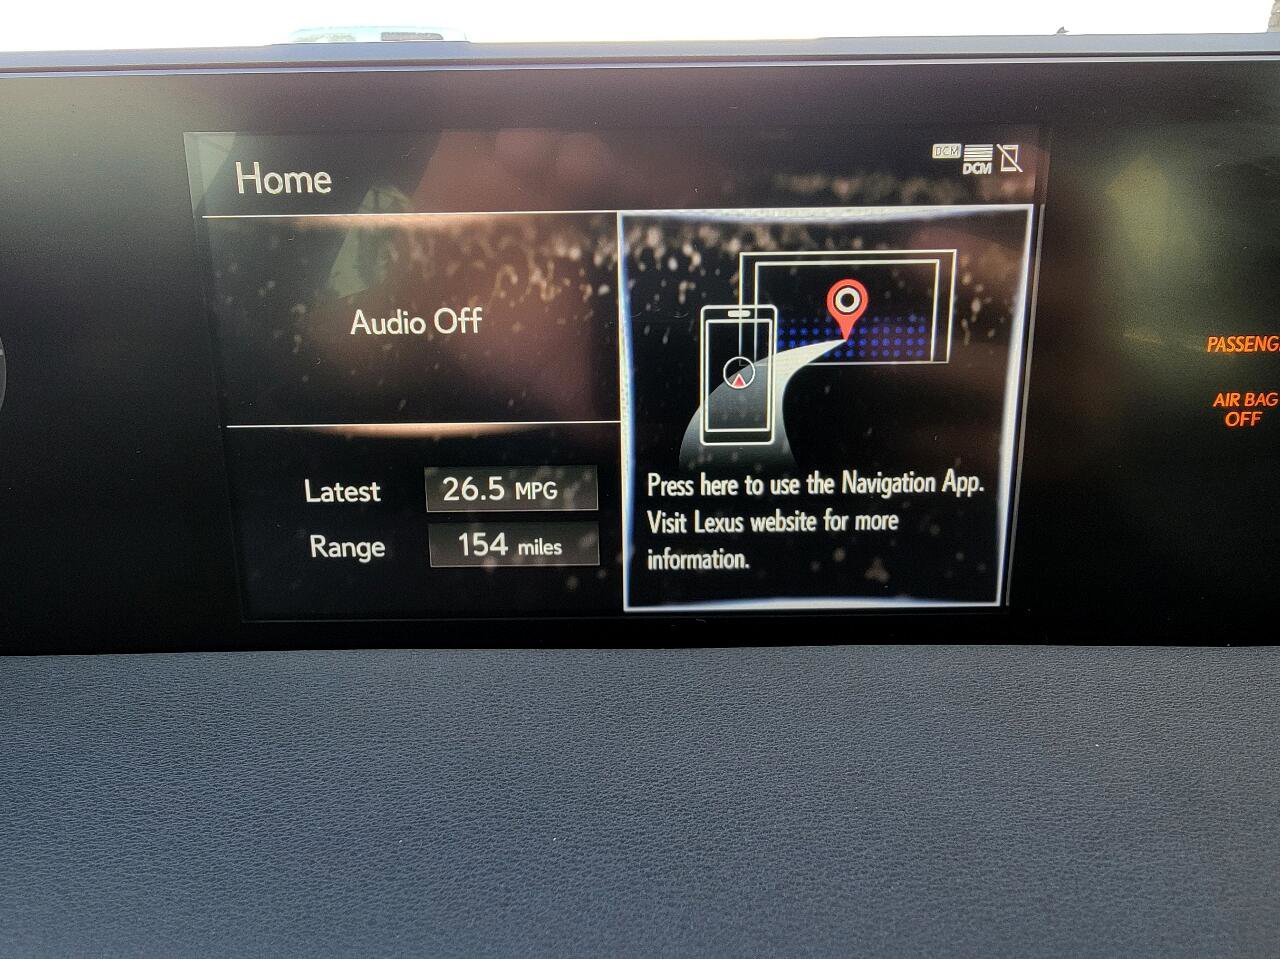 Home
DCM
DCM
Audio Off
Latest 26.5 MPG
Range 154 miles
Press here to use the Navigation App.
Visit Lexus website for more
information.
AIR BAG
OFF